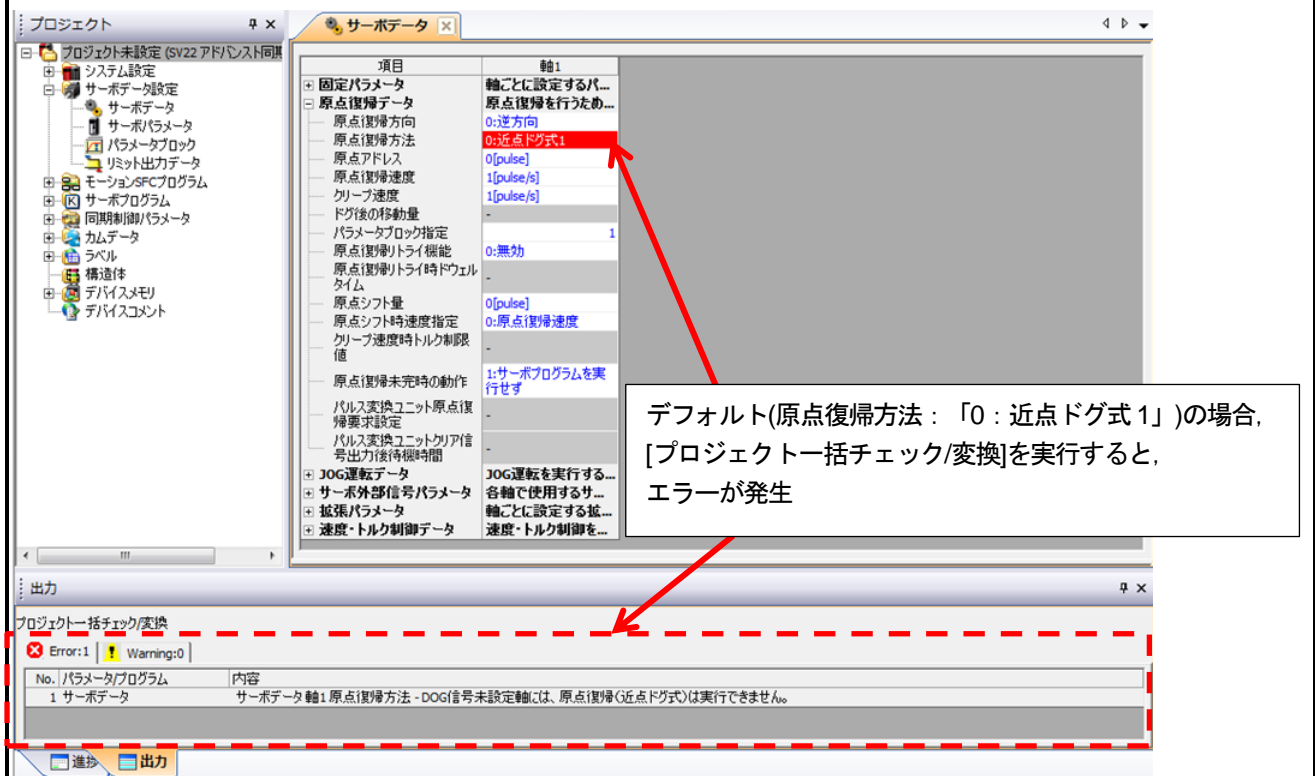 プロジェクト
サーボデータ
プロジェクト未設定 (SV22 アドバンスト同期
システム設定
サーボデータ設定
サーボデータ
サーボパラメータ
パラメータブロック
リミット出力データ
モーションSFCプログラム
サーボプログラム
同期制御パラメータ
カムデータ
ラベル
構造体
デバイスメモリ
デバイスコメント
項目 軸1
固定パラメータ 軸ごとに設定するパ...
原点復帰データ 原点復帰を行うため...
原点復帰方向 0:逆方向
原点復帰方法 0:近点ドグ式1
原点アドレス 0[pulse]
原点復帰速度 1[pulse/s]
クリープ速度 1[pulse/s]
ドグ後の移動量 -
パラメータブロック指定 1
原点復帰リトライ機能 0:無効
原点復帰リトライ時ドウェル
タイム -
原点シフト量 0[pulse]
原点シフト時速度指定 0:原点復帰速度
クリープ速度時トルク制限
値 -
原点復帰未完時の動作 1:サーボプログラムを実
行せず
パルス変換ユニット原点復
帰要求設定 -
パルス変換ユニットクリア信
号出力後待機時間 -
JOG運転データ JOG運転を実行する...
サーボ外部信号パラメータ 各軸で使用するサ...
拡張パラメータ 軸ごとに設定する拡...
速度・トルク制御データ 速度・トルク制御を...
デフォルト(原点復帰方法：「0：近点ドグ式 1」)の場合,
[プロジェクト一括チェック/変換]を実行すると,
エラーが発生
出力
プロジェクト一括チェック/変換
Error:1 Warning:0
No. パラメータ/プログラム 内容
1 サーボデータ サーボデータ 軸1 原点復帰方法 - DOG信号未設定軸には、原点復帰(近点ドグ式)は実行できません。
進捗 出力